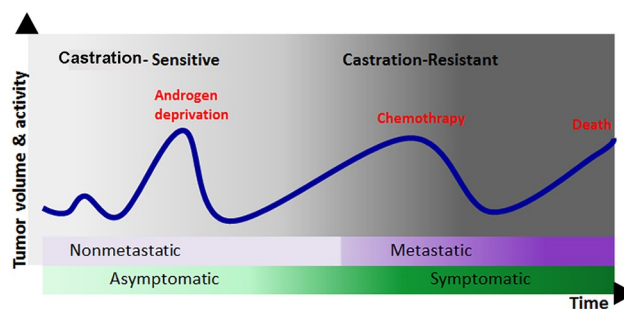 Castration- Sensitive
Castration-Resistant
Androgen
deprivation
Chemothrapy
Death
Tumor volume & activity
Nonmetastatic
Metastatic
Asymptomatic
Symptomatic
Time